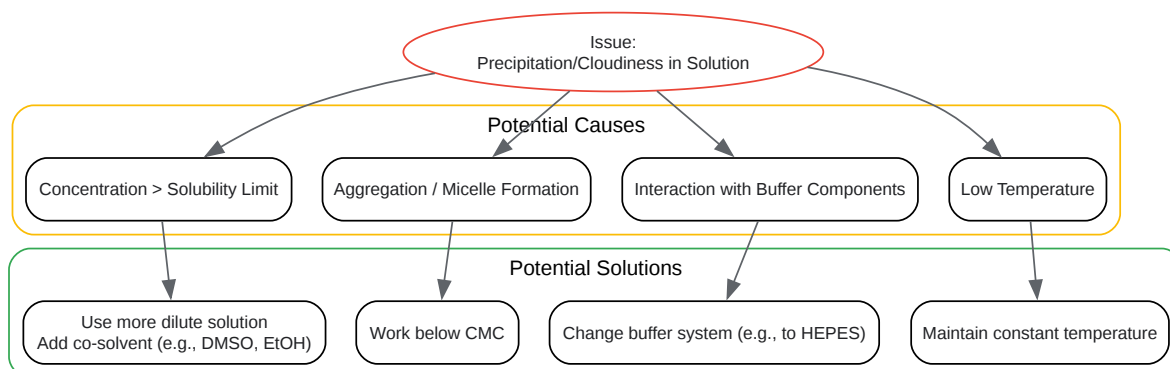 Issue:
Precipitation/Cloudiness in Solution
Potential Causes
Concentration > Solubility Limit
Aggregation / Micelle Formation
Interaction with Buffer Components
Low Temperature
Potential Solutions
Use more dilute solution
Add co-solvent (e.g., DMSO, EtOH)
Work below CMC
Change buffer system (e.g., to HEPES)
Maintain constant temperature